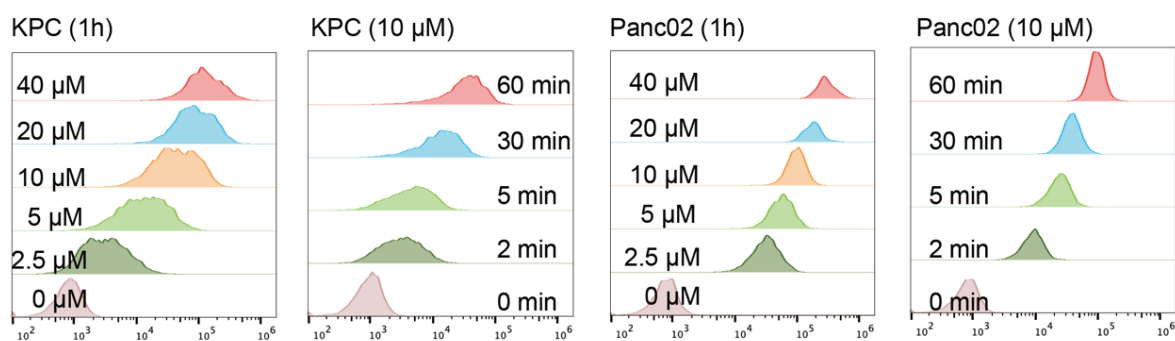 KPC (1h)
40 µM
20 µM
10 µM
5 µM
2.5 µM
0 µM
10² 10³ 10⁴ 10⁵ 10⁶
KPC (10 µM)
60 min
30 min
5 min
2 min
0 min
10² 10³ 10⁴ 10⁵ 10⁶
Panc02 (1h)
40 µM
20 µM
10 µM
5 µM
2.5 µM
0 µM
10² 10³ 10⁴ 10⁵ 10⁶
Panc02 (10 µM)
60 min
30 min
5 min
2 min
0 min
10² 10³ 10⁴ 10⁵ 10⁶